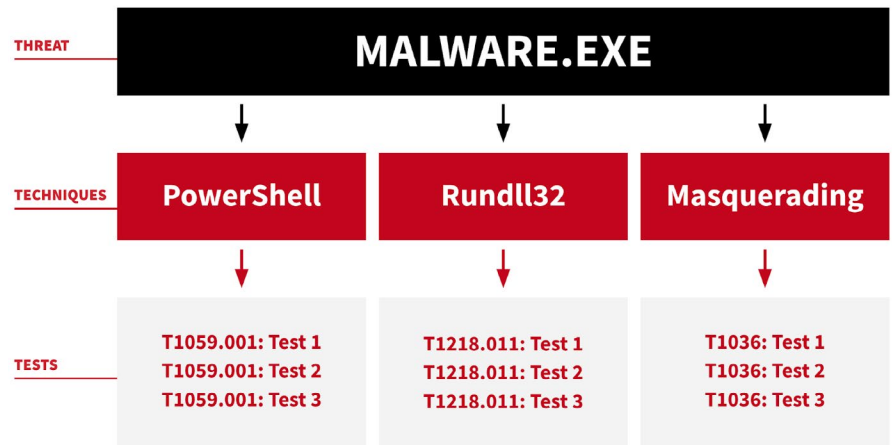 THREAT
MALWARE.EXE
TECHNIQUES
PowerShell
Rundll32
Masquerading
TESTS
T1059.001: Test 1
T1059.001: Test 2
T1059.001: Test 3
T1218.011: Test 1
T1218.011: Test 2
T1218.011: Test 3
T1036: Test 1
T1036: Test 2
T1036: Test 3